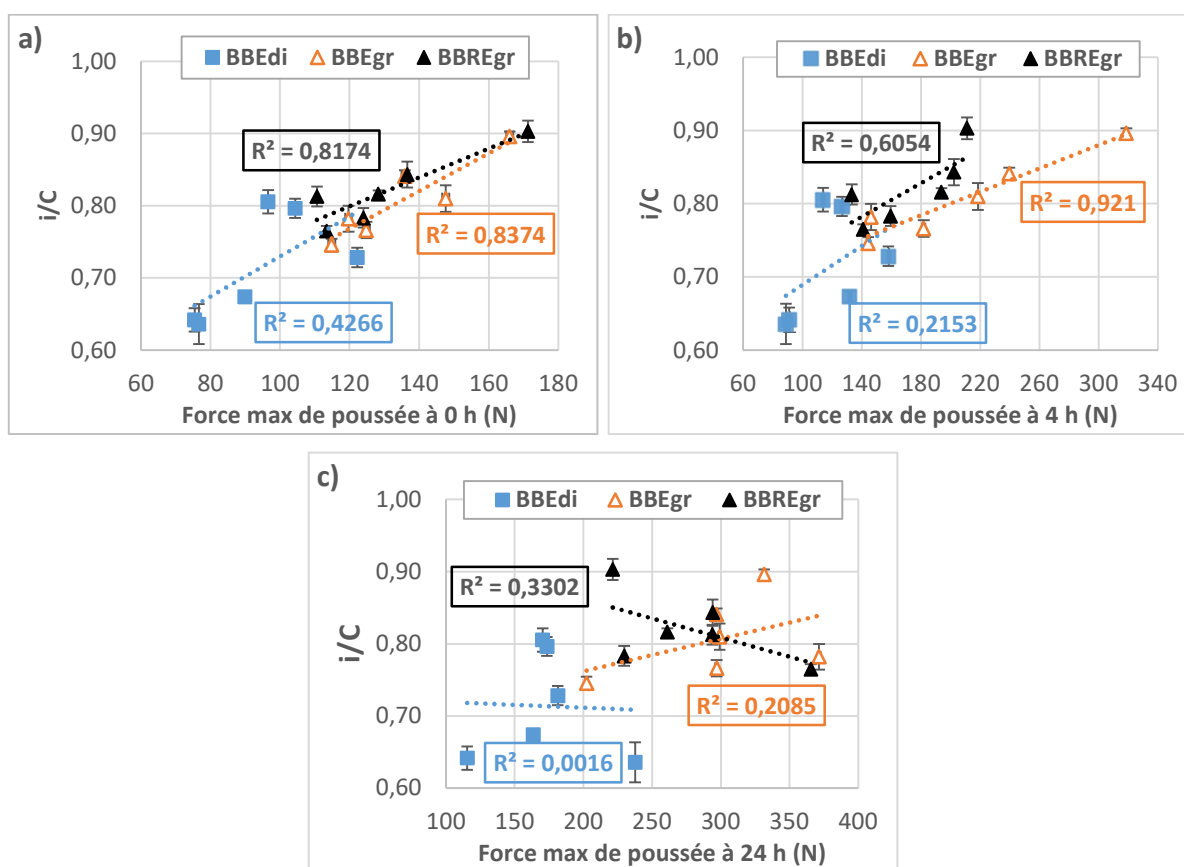 a)
BBEdi BBEgr BBREgr
1,00
0,90
0,80
0,70
0,60
i/C
R² = 0,8174
R² = 0,8374
R² = 0,4266
60 80 100 120 140 160 180
Force max de poussée à 0 h (N)
b)
BBEdi BBEgr BBREgr
1,00
0,90
0,80
0,70
0,60
i/C
R² = 0,6054
R² = 0,921
R² = 0,2153
60 100 140 180 220 260 300 340
Force max de poussée à 4 h (N)
c)
BBEdi BBEgr BBREgr
1,00
0,90
0,80
0,70
0,60
i/C
R² = 0,3302
R² = 0,2085
R² = 0,0016
100 150 200 250 300 350 400
Force max de poussée à 24 h (N)